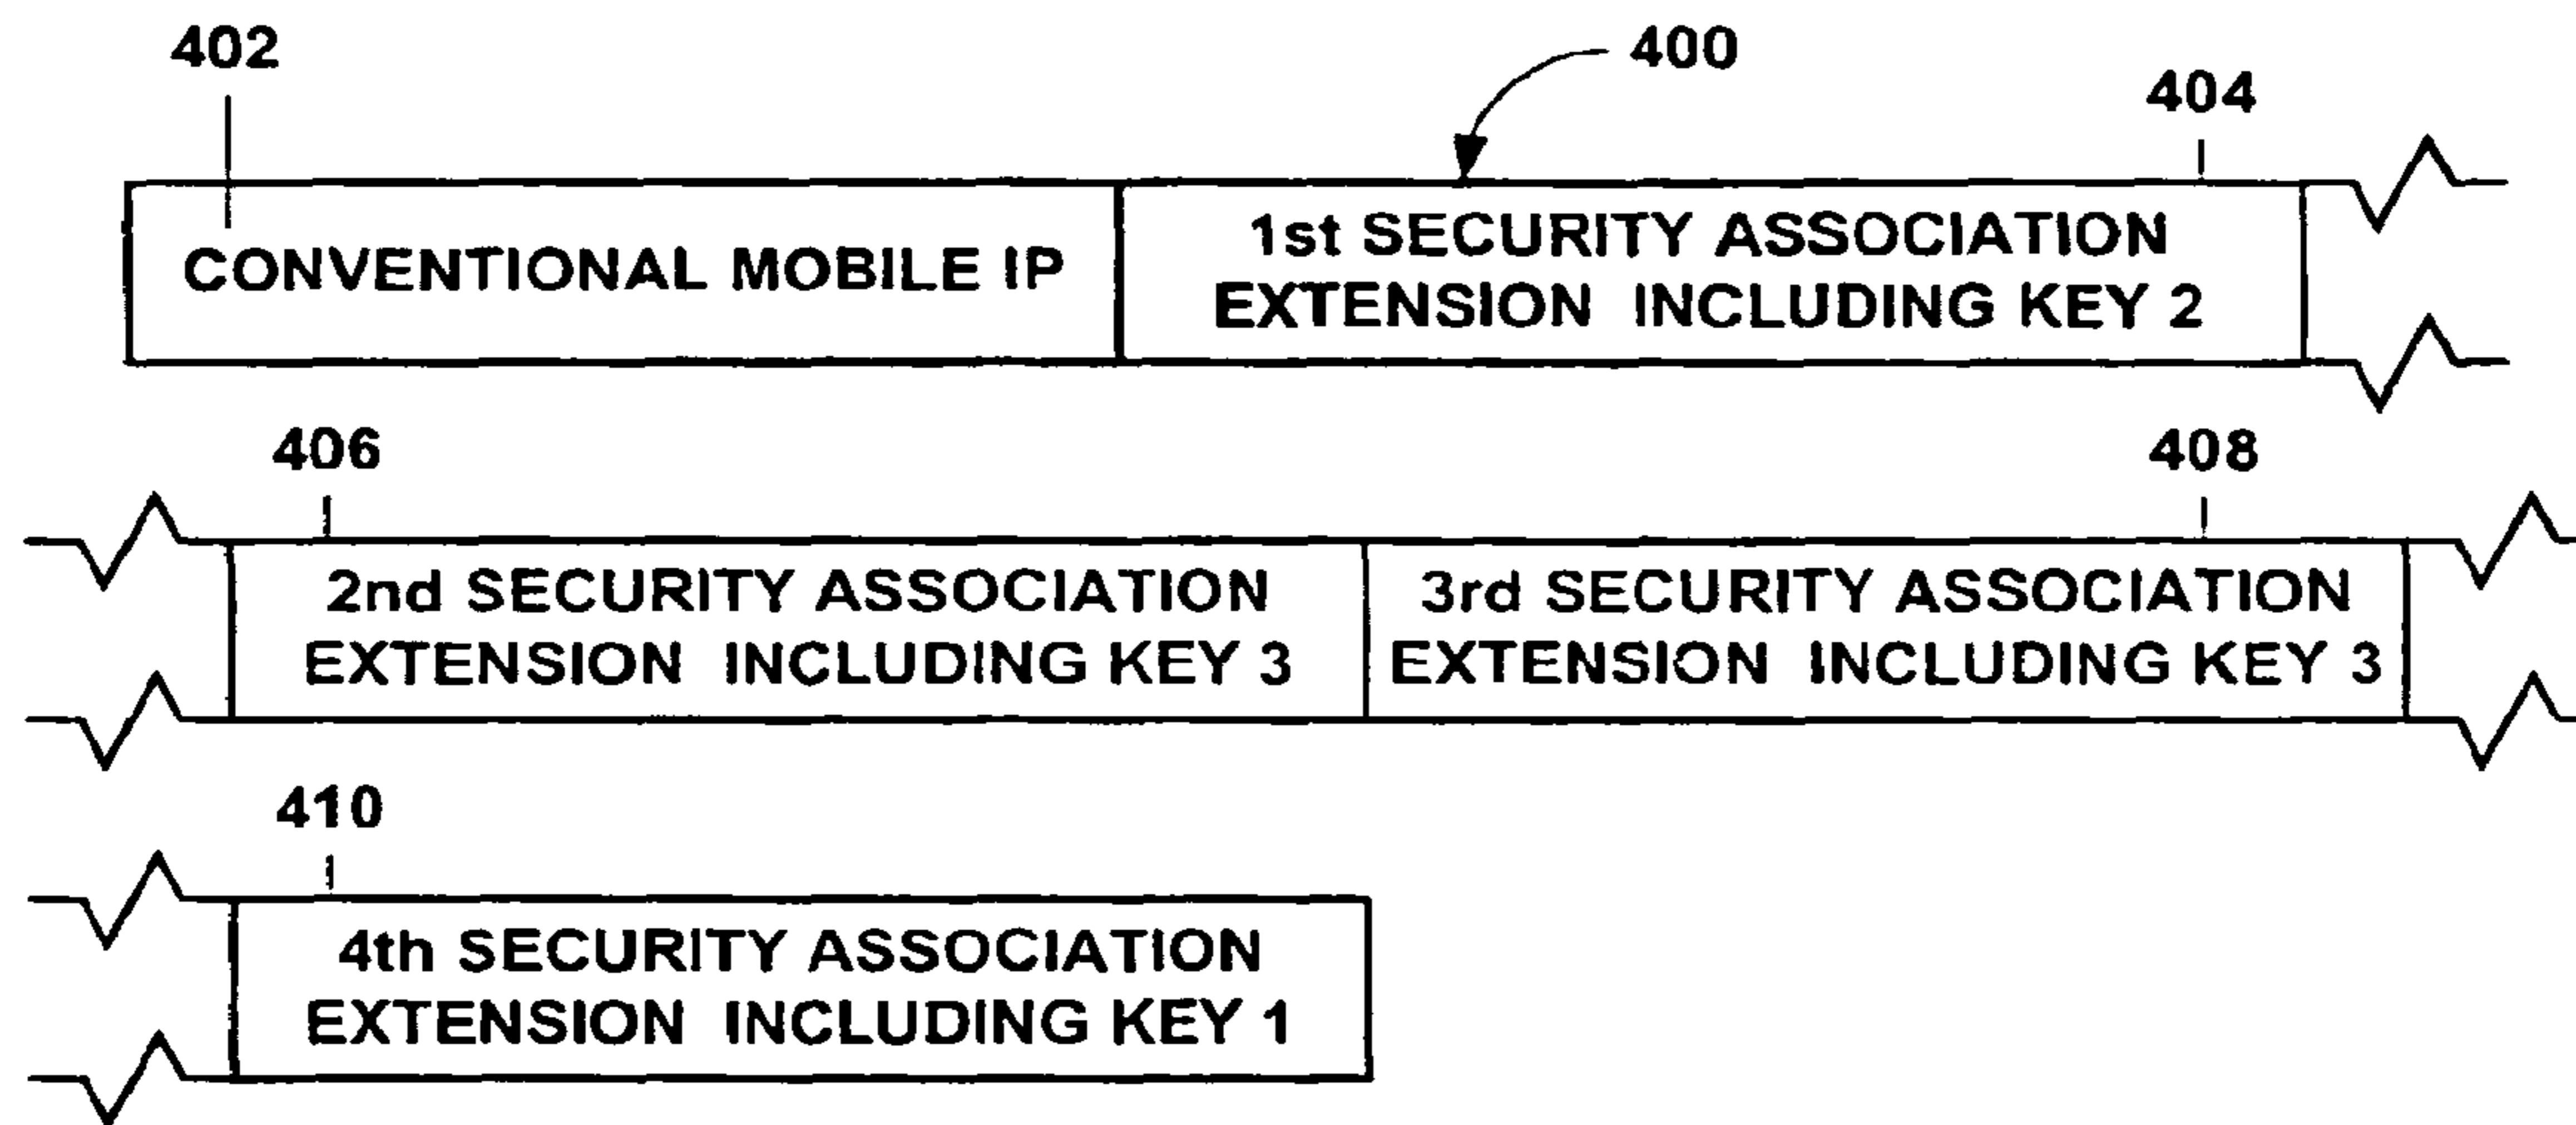 402
400
404
CONVENTIONAL MOBILE IP
1st SECURITY ASSOCIATION
EXTENSION INCLUDING KEY 2
406
408
2nd SECURITY ASSOCIATION
EXTENSION INCLUDING KEY 3
3rd SECURITY ASSOCIATION
EXTENSION INCLUDING KEY 3
410
4th SECURITY ASSOCIATION
EXTENSION INCLUDING KEY 1